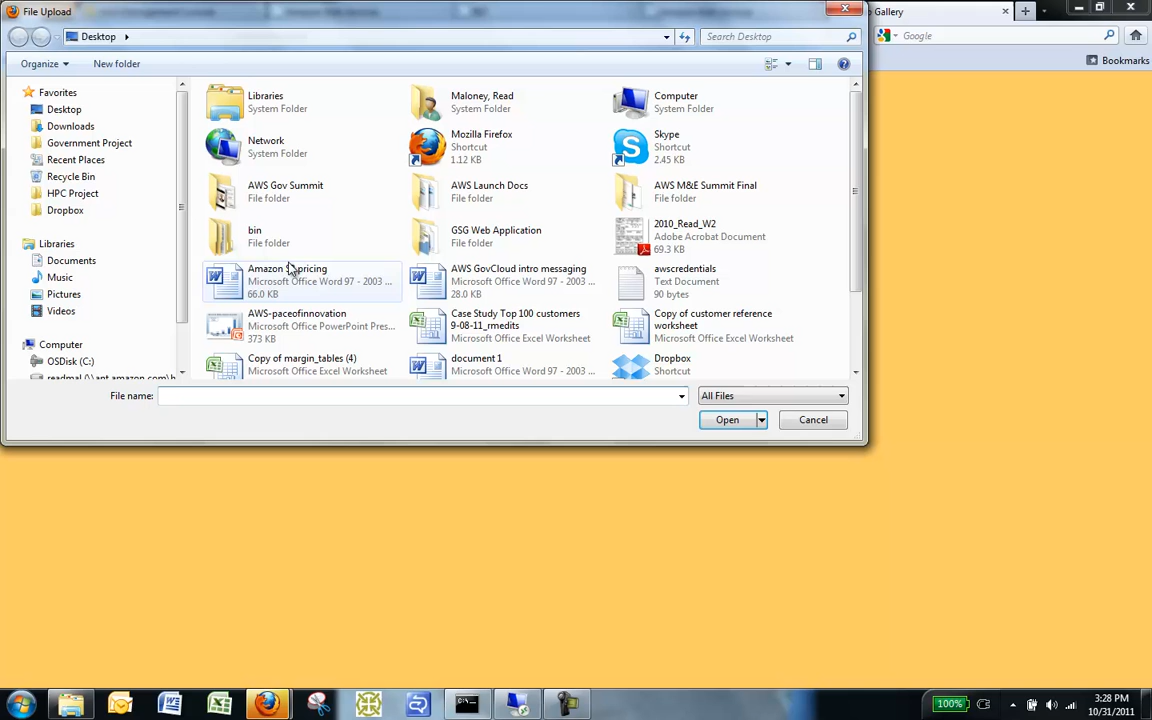 File Upload
o Gallery
Desktop
Search Desktop
Google
Organize
New folder
Bookmarks
Favorites
Desktop
Downloads
Government Project
Recent Places
Recycle Bin
HPC Project
Dropbox
Libraries
Documents
Music
Pictures
Videos
Computer
OSDisk (C:)
Libraries
System Folder
Maloney, Read
System Folder
Computer
System Folder
Network
System Folder
Mozilla Firefox
Shortcut
1.12 KB
Skype
Shortcut
2.45 KB
AWS Gov Summit
File folder
AWS Launch Docs
File folder
AWS M&E Summit Final
File folder
bin
File folder
GSG Web Application
File folder
2010_Read_W2
Adobe Acrobat Document
69.3 KB
Amazon pricing
Microsoft Office Word 97 - 2003 ...
66.0 KB
AWS GovCloud intro messaging
Microsoft Office Word 97 - 2003 ...
28.0 KB
awscredentials
Text Document
90 bytes
AWS-paceofinnovation
Microsoft Office PowerPoint Pres...
373 KB
Case Study Top 100 customers
9-08-11_rmedits
Microsoft Office Excel Worksheet
Copy of customer reference
worksheet
Microsoft Office Excel Worksheet
Copy of margin_tables (4)
Microsoft Office Excel Worksheet
document 1
Microsoft Office Word 97 - 2003 ...
Dropbox
Shortcut
File name:
All Files
Open
Cancel
100%
3:28 PM
10/31/2011